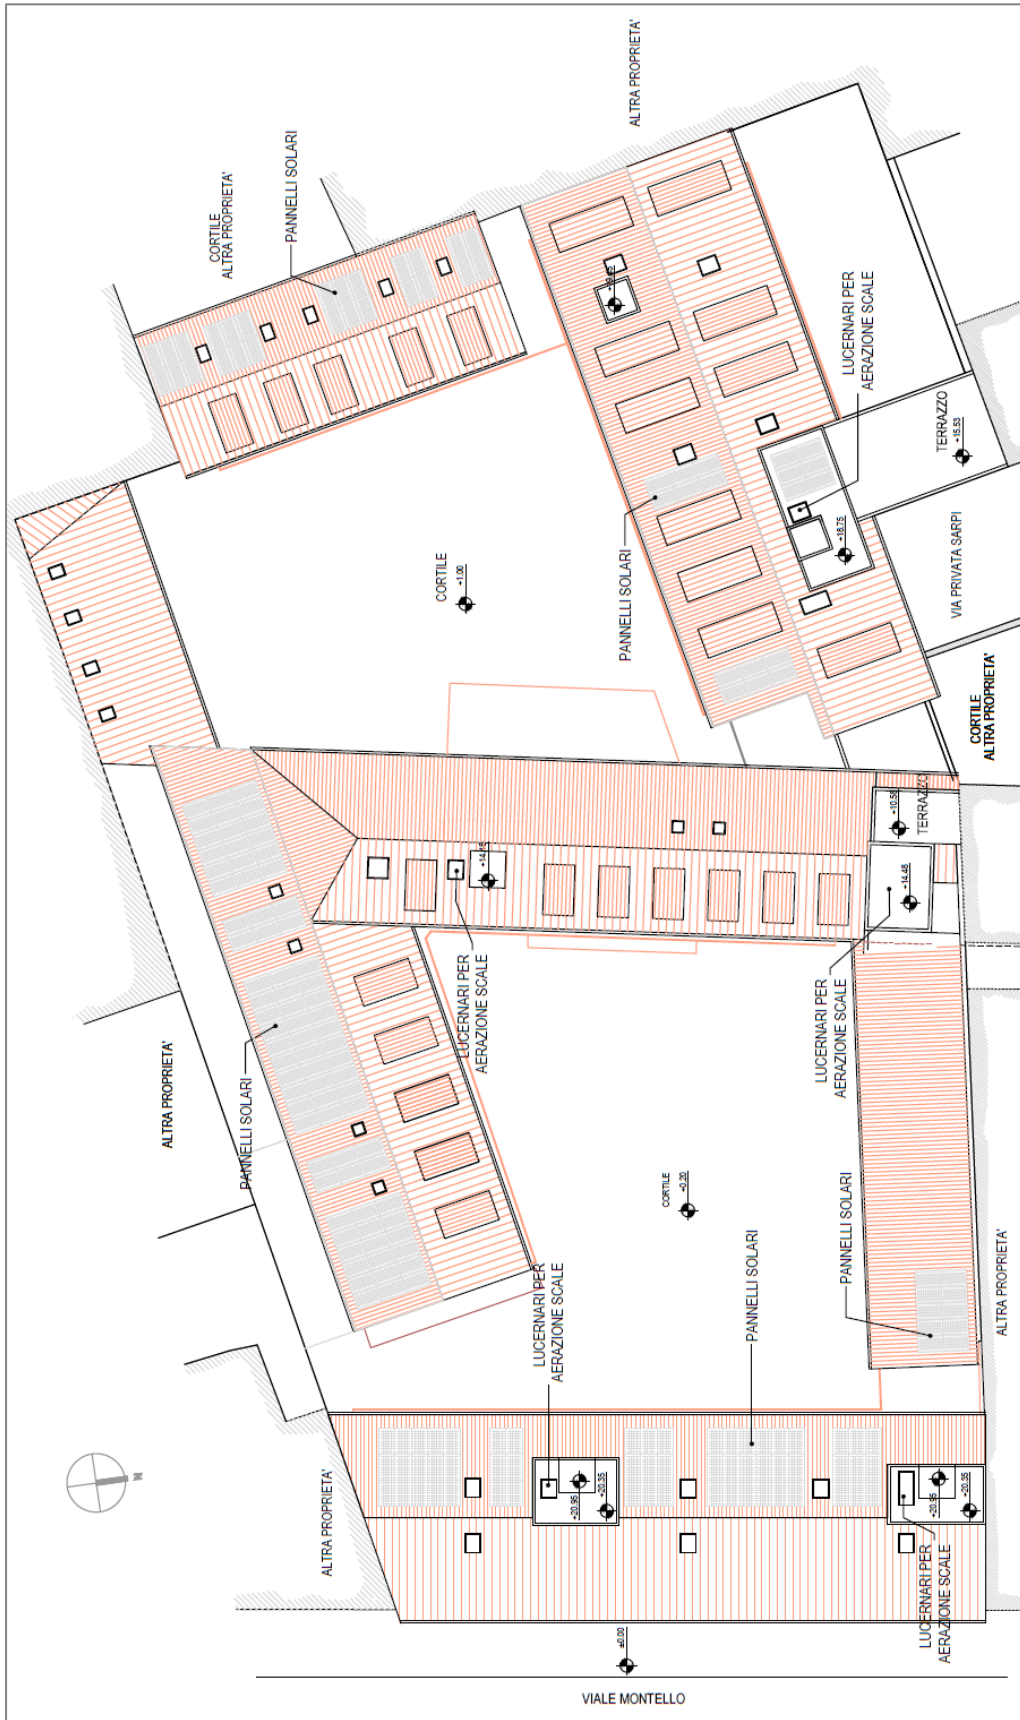 ALTRA PROPRIETA'
PANNELLI SOLARI
CORTILE
ALTRA PROPRIETA'
LUCERNARI PER
AERAZIONE SCALE
TERRAZZO
+15.53
PANNELLI SOLARI
CORTILE
+1.00
+18.75
VIA PRIVATA SARPI
CORTILE
ALTRA PROPRIETA'
+10.58
TERRAZZO
+14.48
LUCERNARI PER
AERAZIONE SCALE
LUCERNARI PER
AERAZIONE SCALE
ALTRA PROPRIETA'
PANNELLI SOLARI
CORTILE
+0.20
PANNELLI SOLARI
ALTRA PROPRIETA'
LUCERNARI PER
AERAZIONE SCALE
PANNELLI SOLARI
N
ALTRA PROPRIETA'
+20.95
+20.35
+20.95
+20.35
LUCERNARI PER
AERAZIONE SCALE
±0.00
VIALE MONTELLO